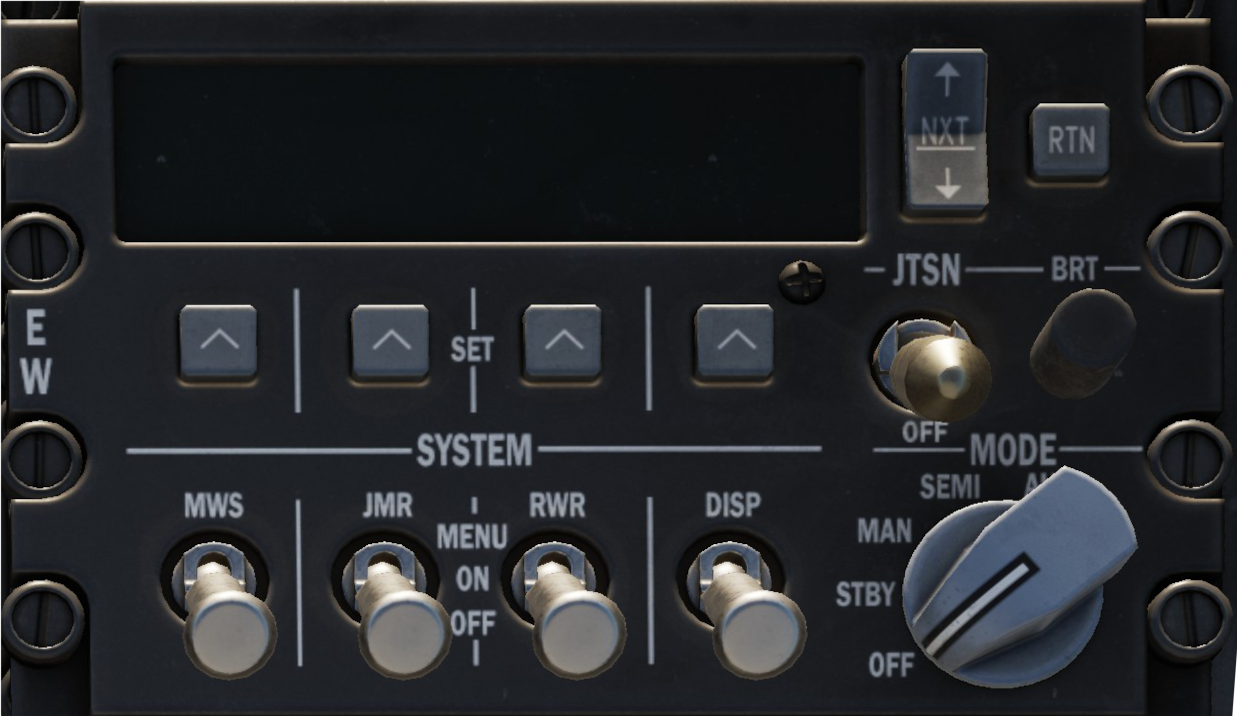 NXT
RTN
JTSN BRT
E
W
SET
OFF
SYSTEM
MODE
SEMI
MWS JMR RWR DISP
MENU
ON
OFF
MAN
STBY
OFF